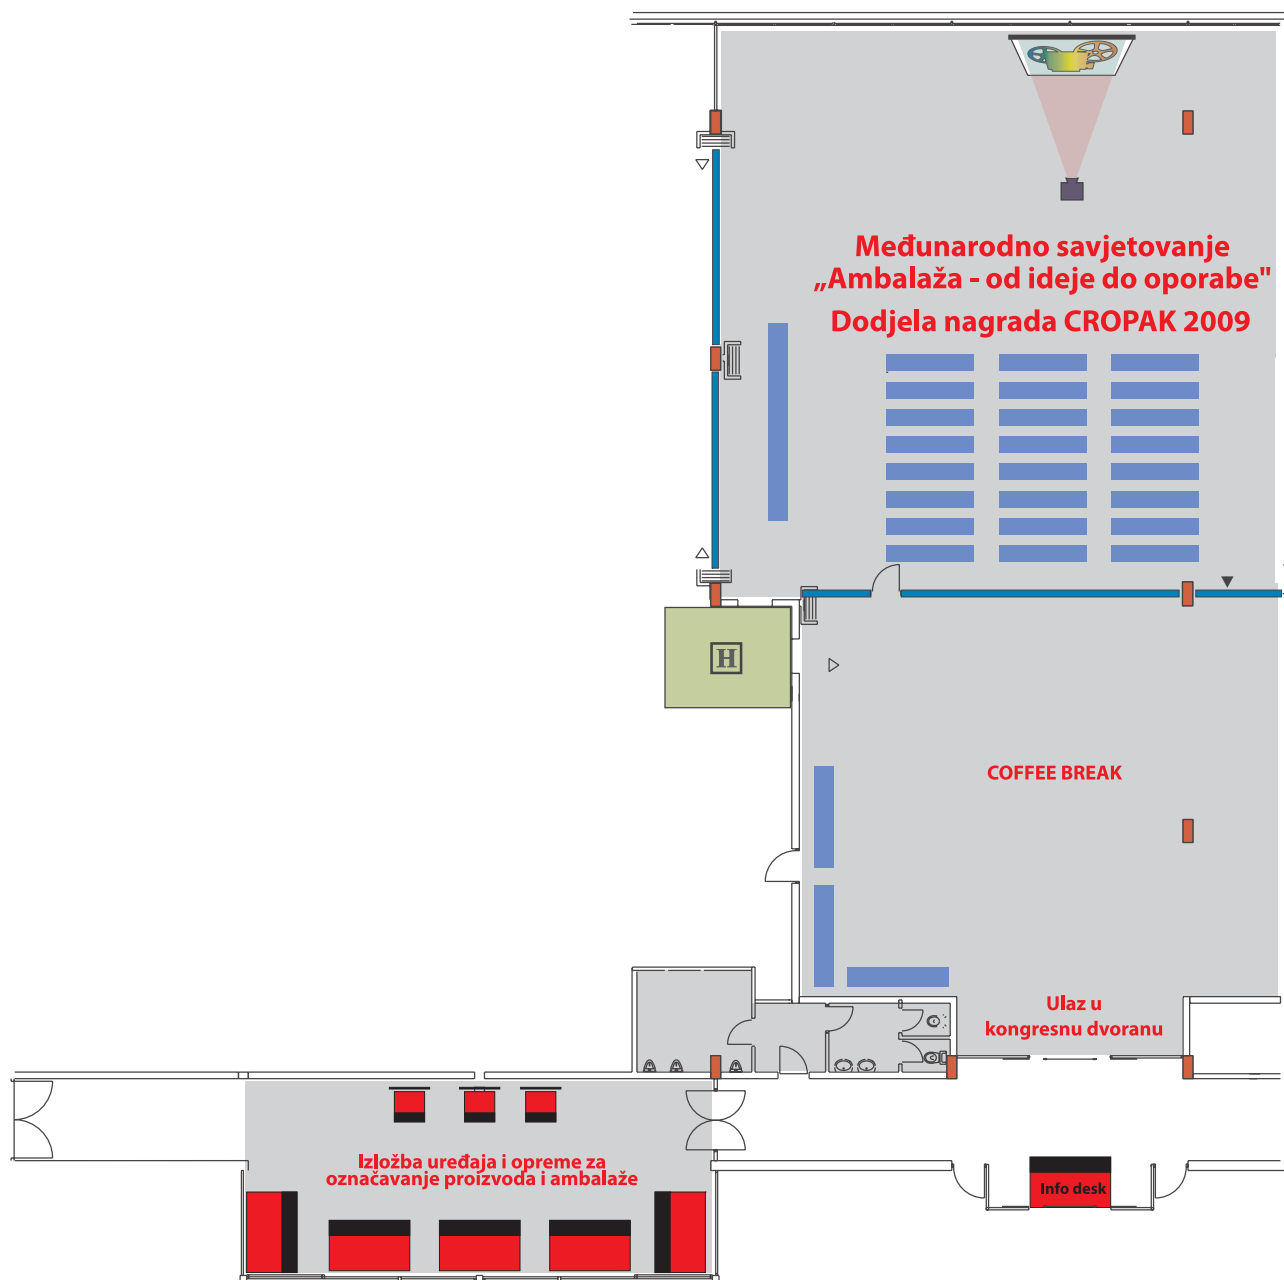 Međunarodno savjetovanje
„Ambalaža - od ideje do oporabe"
Dodjela nagrada CROPAK 2009
H
COFFEE BREAK
Ulaz u
kongresnu dvoranu
Izložba uređaja i opreme za
označavanje proizvoda i ambalaže
Info desk